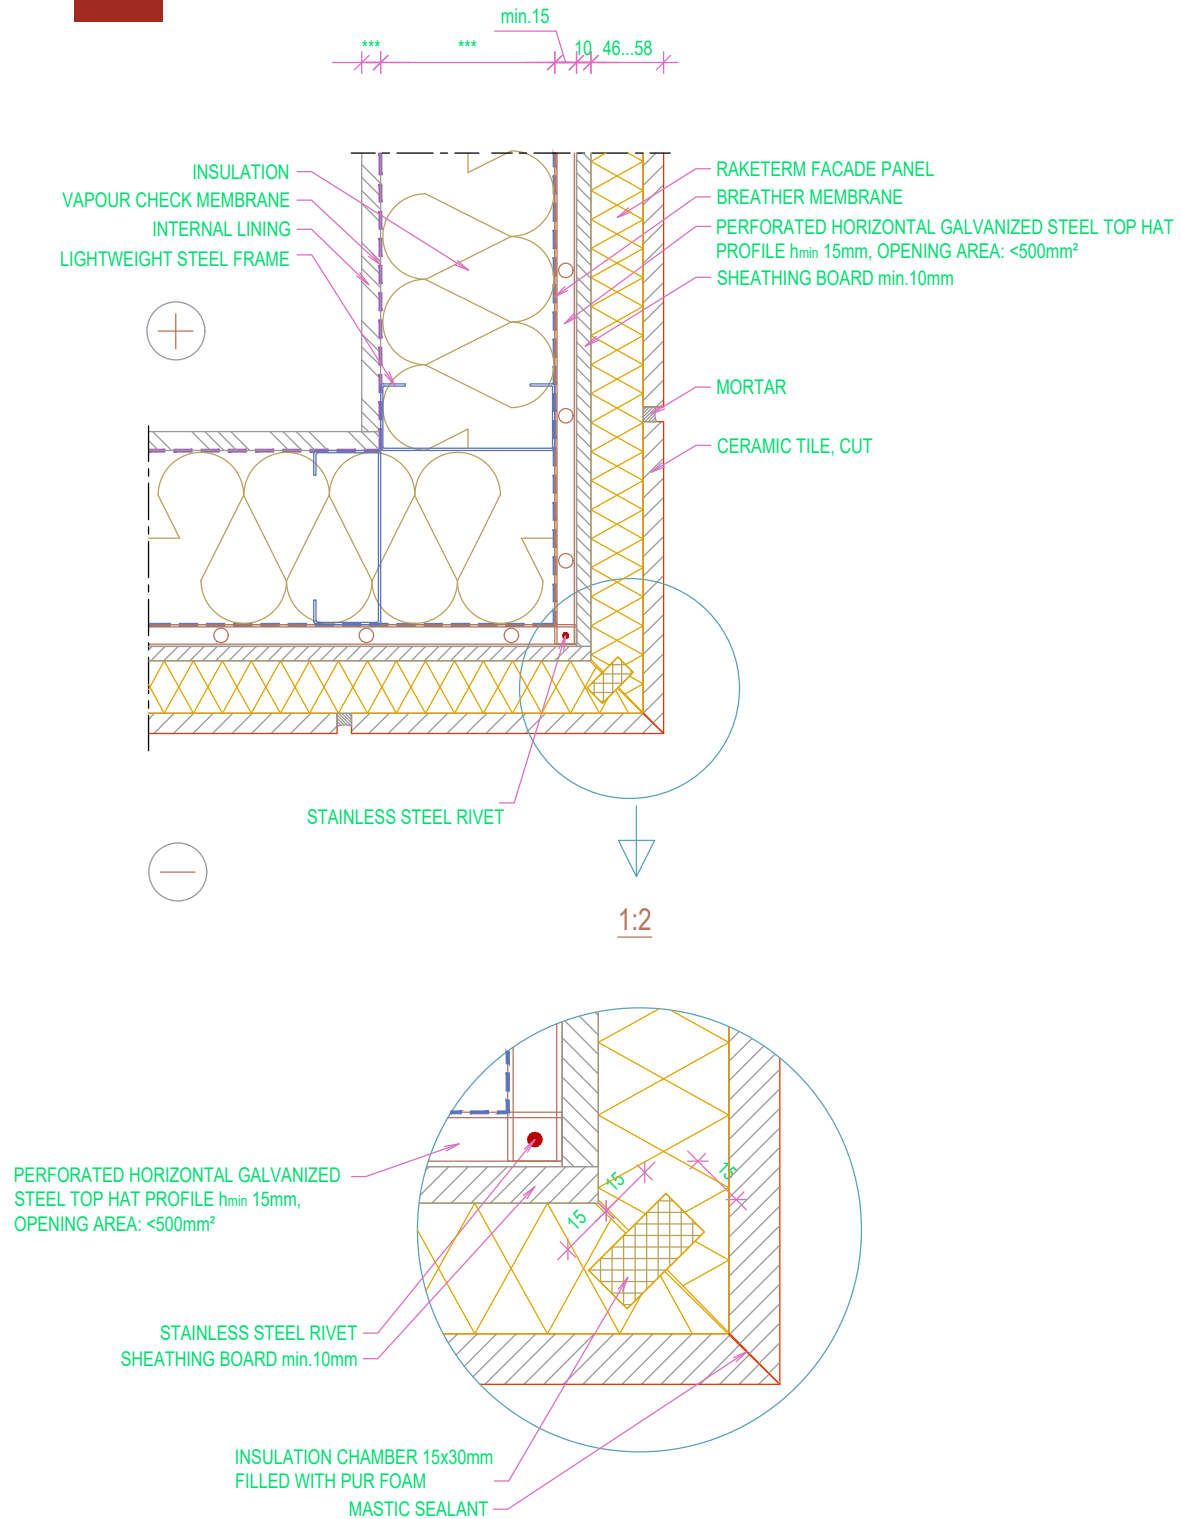 min.15
*** *** 10 46...58
INSULATION
VAPOUR CHECK MEMBRANE
INTERNAL LINING
LIGHTWEIGHT STEEL FRAME
RAKETERM FACADE PANEL
BREATHER MEMBRANE
PERFORATED HORIZONTAL GALVANIZED STEEL TOP HAT
PROFILE hmin 15mm, OPENING AREA: <500mm²
SHEATHING BOARD min.10mm
MORTAR
CERAMIC TILE, CUT
STAINLESS STEEL RIVET
1:2
15
15
15
PERFORATED HORIZONTAL GALVANIZED
STEEL TOP HAT PROFILE hmin 15mm,
OPENING AREA: <500mm²
STAINLESS STEEL RIVET
SHEATHING BOARD min.10mm
INSULATION CHAMBER 15x30mm
FILLED WITH PUR FOAM
MASTIC SEALANT